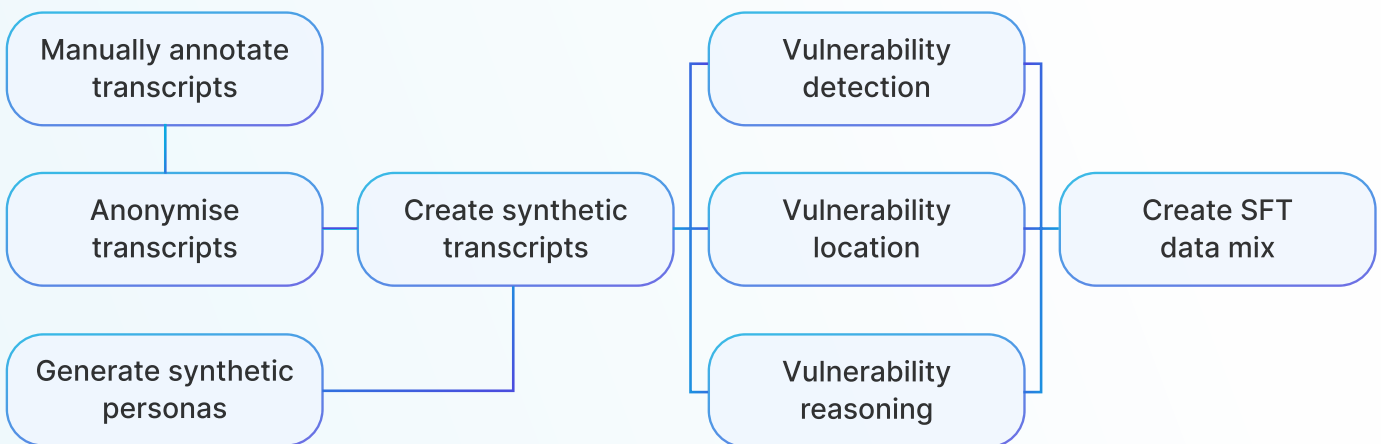 Manually annotate
transcripts
Anonymise
transcripts
Generate synthetic
personas
Create synthetic
transcripts
Vulnerability
detection
Vulnerability
location
Vulnerability
reasoning
Create SFT
data mix